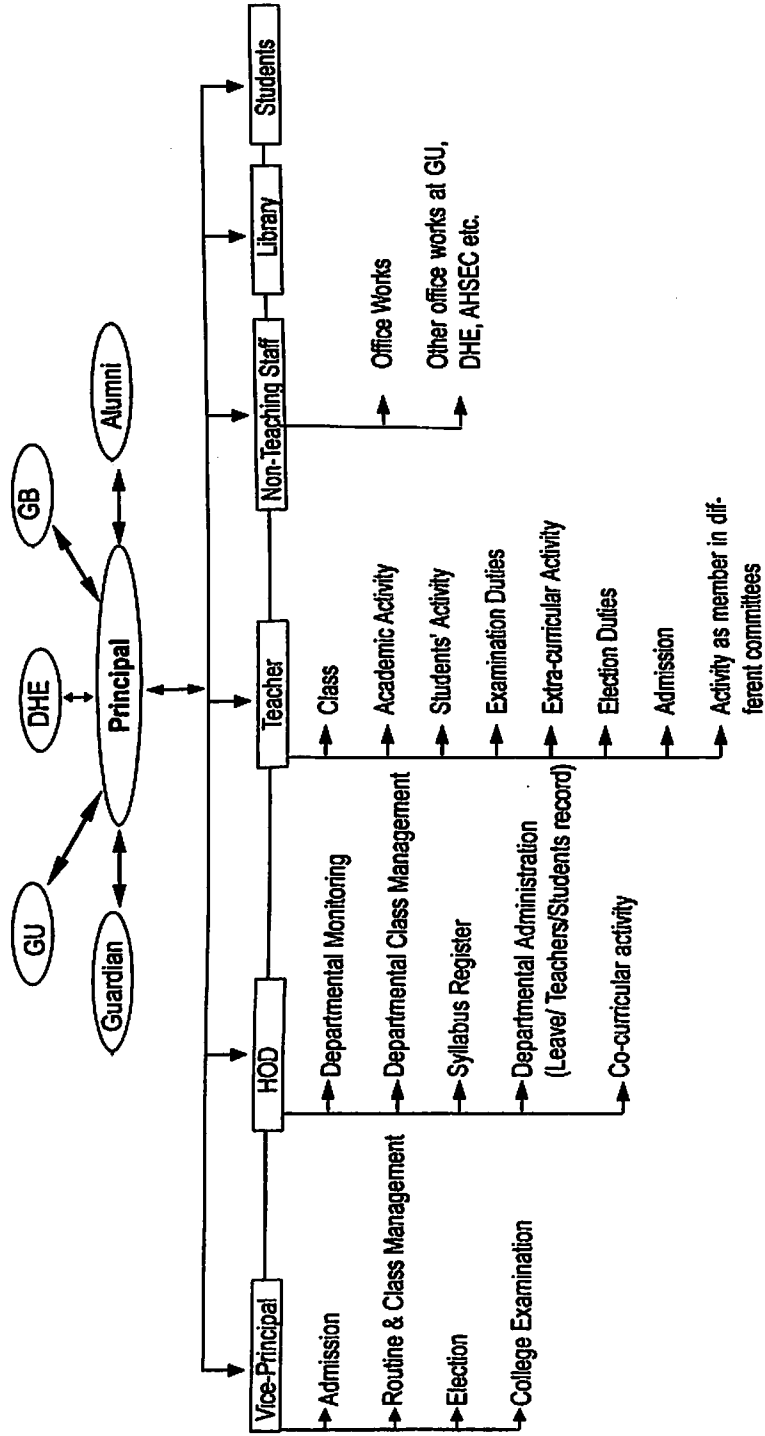 GU
DHE
GB
Guardian
Principal
Alumni
Vice-Principal
HOD
Teacher
Non-Teaching Staff
Library
Students
Admission
Routine & Class Management
Election
College Examination
Departmental Monitoring
Departmental Class Management
Syllabus Register
Departmental Administration
(Leave/ Teachers/Students record)
Co-curricular activity
Class
Academic Activity
Students' Activity
Examination Duties
Extra-curricular Activity
Election Duties
Admission
Activity as member in dif-
ferent committees
Office Works
Other office works at GU,
DHE, AHSEC etc.